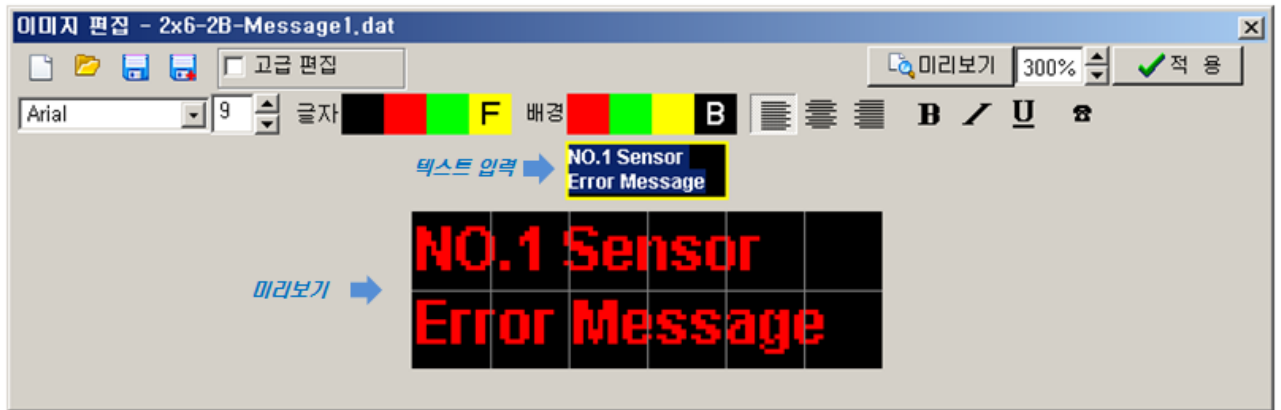 이미지 편집 - 2x6-2B-Message1.dat
고급 편집 미리보기 300% 적 용
Arial 9 글자 F 배경 B B I U
텍스트 입력 NO.1 Sensor
Error Message
NO.1 Sensor
미리보기
Error Message